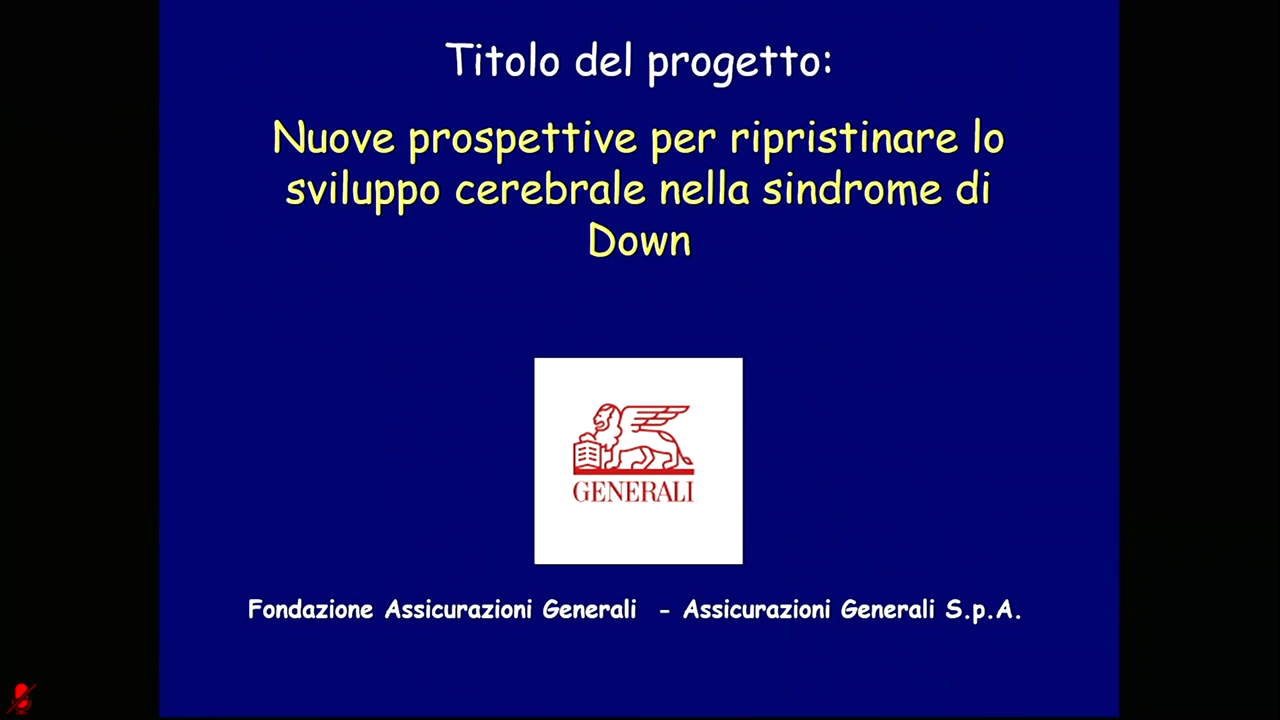 Titolo del progetto:
Nuove prospettive per ripristinare lo
sviluppo cerebrale nella sindrome di
Down
GENERALI
Fondazione Assicurazioni Generali - Assicurazioni Generali S.p.A.